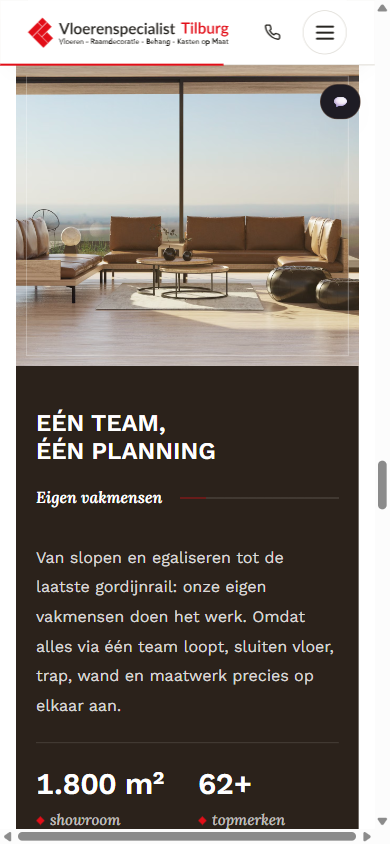 Vloerenspecialist Tilburg
Vloeren - Raamdecoratie - Behang - Kasten op Maat
EÉN TEAM,
ÉÉN PLANNING
Eigen vakmensen
Van slopen en egaliseren tot de
laatste gordijnrail: onze eigen
vakmensen doen het werk. Omdat
alles via één team loopt, sluiten vloer,
trap, wand en maatwerk precies op
elkaar aan.
1.800 m² 62+
showroom topmerken